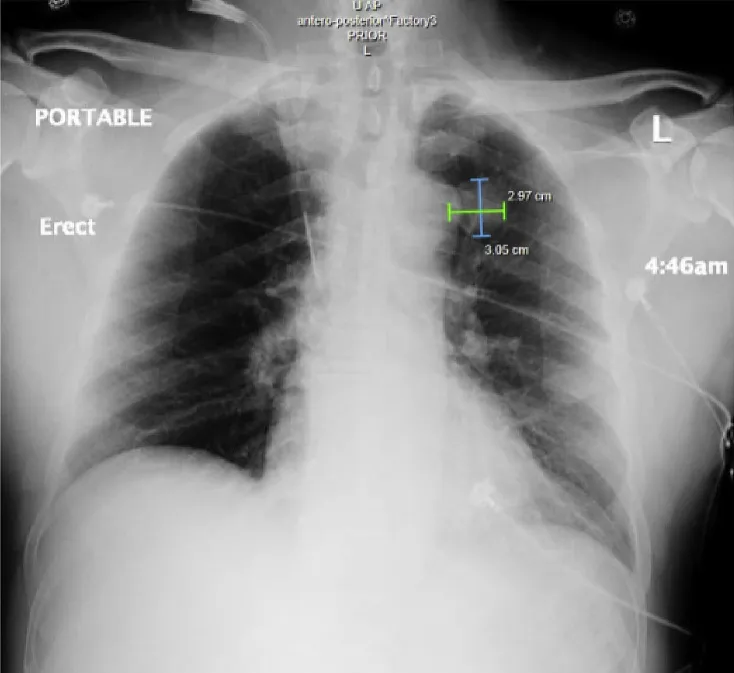 U AP
antero-posterior\Factory3
PRIOR
L
PORTABLE
L
2.97 cm
Erect
3.05 cm
4:46am